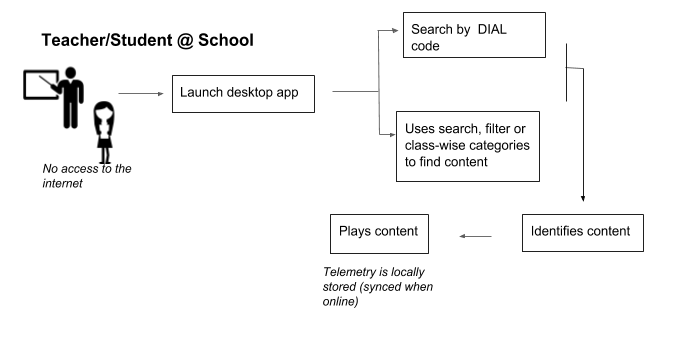 Teacher/Student @ School
No access to the
internet
Launch desktop app
Search by DIAL
code
Uses search, filter or
class-wise categories
to find content
Identifies content
Plays content
Telemetry is locally
stored (synced when
online)